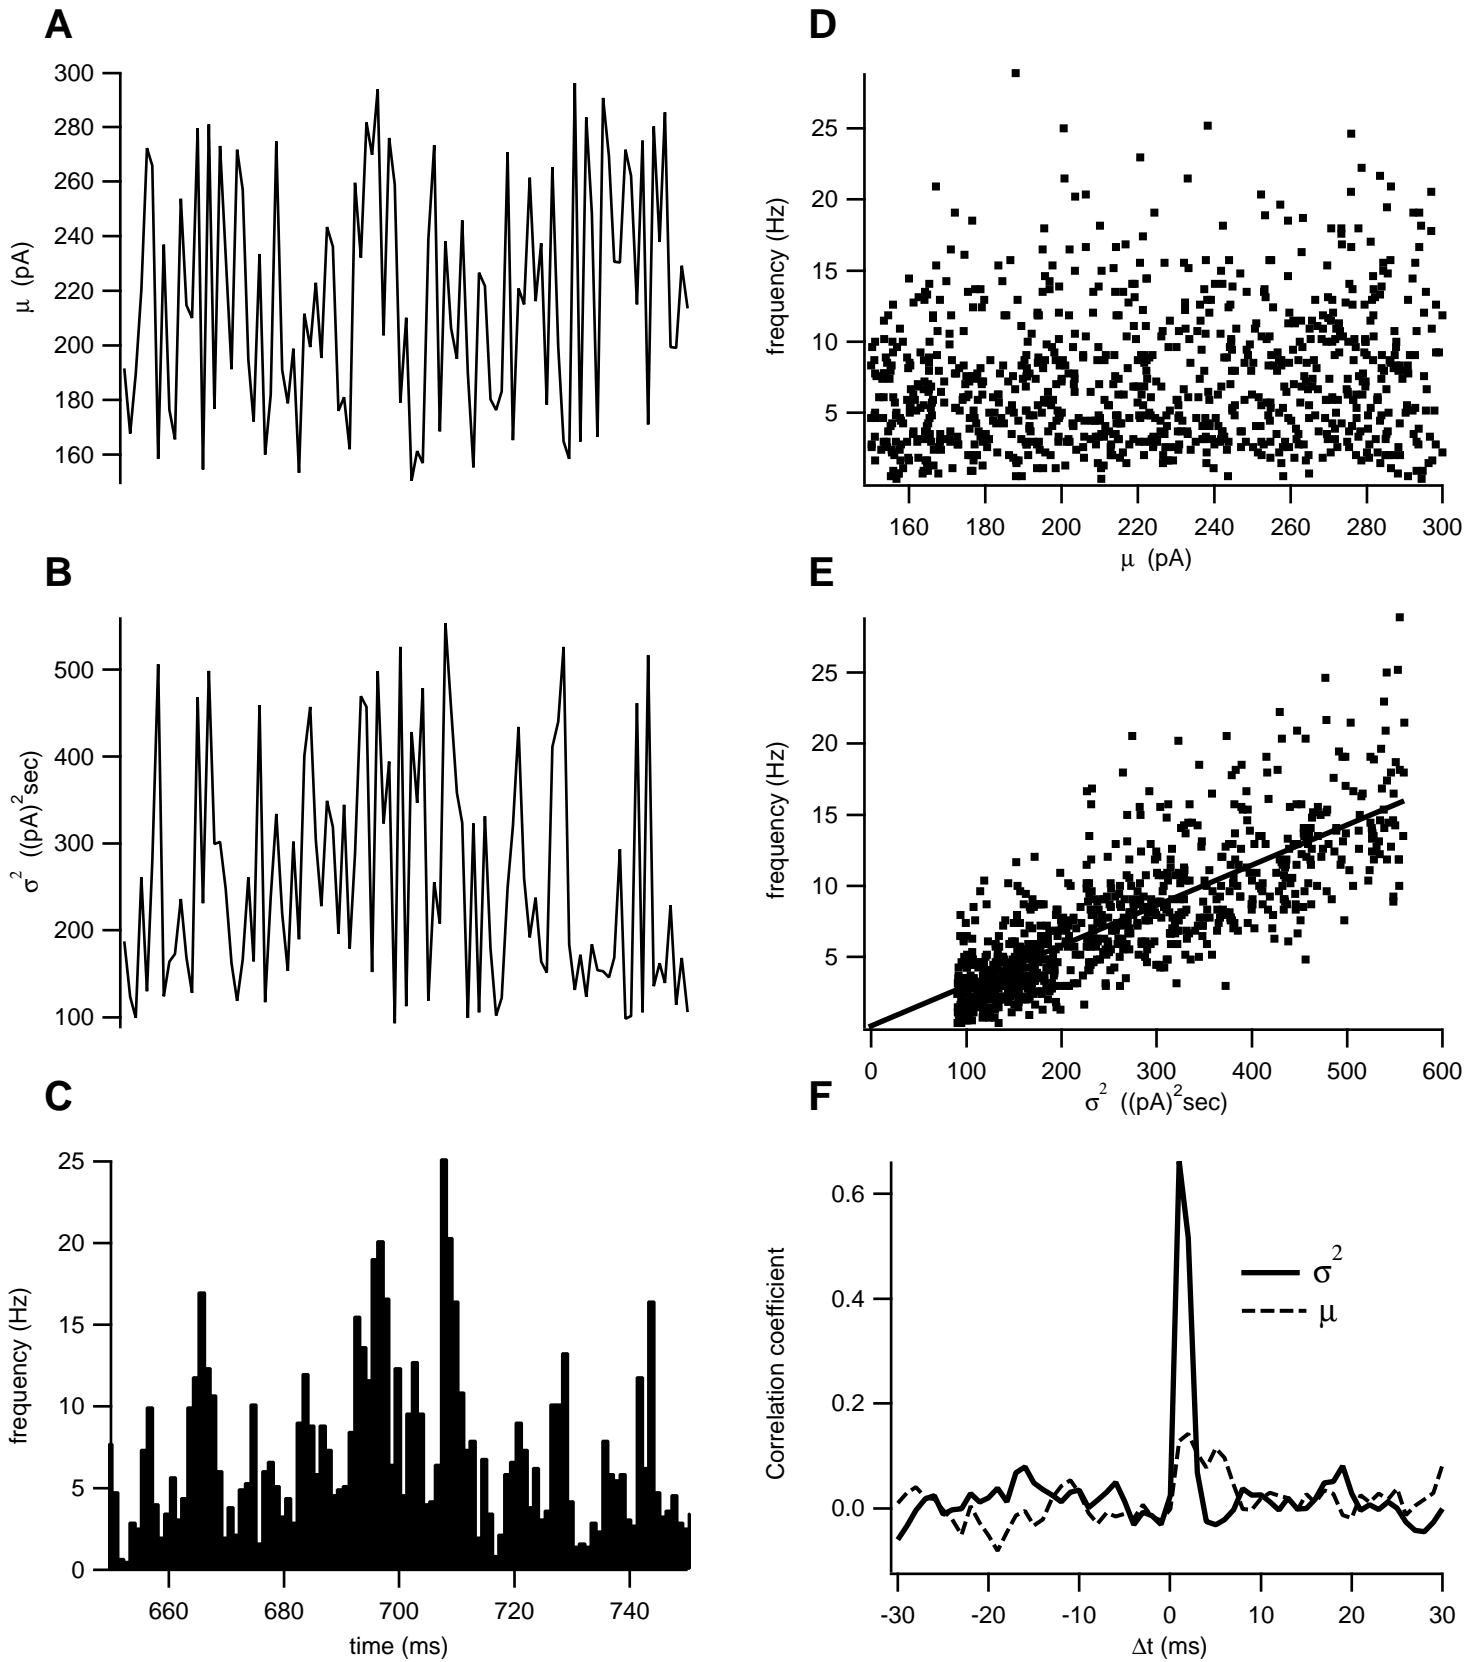 A
300
280
260
240
220
200
180
160
μ (pA)
B
500
400
300
200
100
σ² ((pA)²sec)
C
25
20
15
10
5
0
frequency (Hz)
660 680 700 720 740
time (ms)
D
25
20
15
10
5
frequency (Hz)
160 180 200 220 240 260 280 300
μ (pA)
E
25
20
15
10
5
frequency (Hz)
0 100 200 300 400 500 600
σ² ((pA)²sec)
F
0.6
0.4
0.2
0.0
Correlation coefficient
σ²
μ
-30 -20 -10 0 10 20 30
Δt (ms)